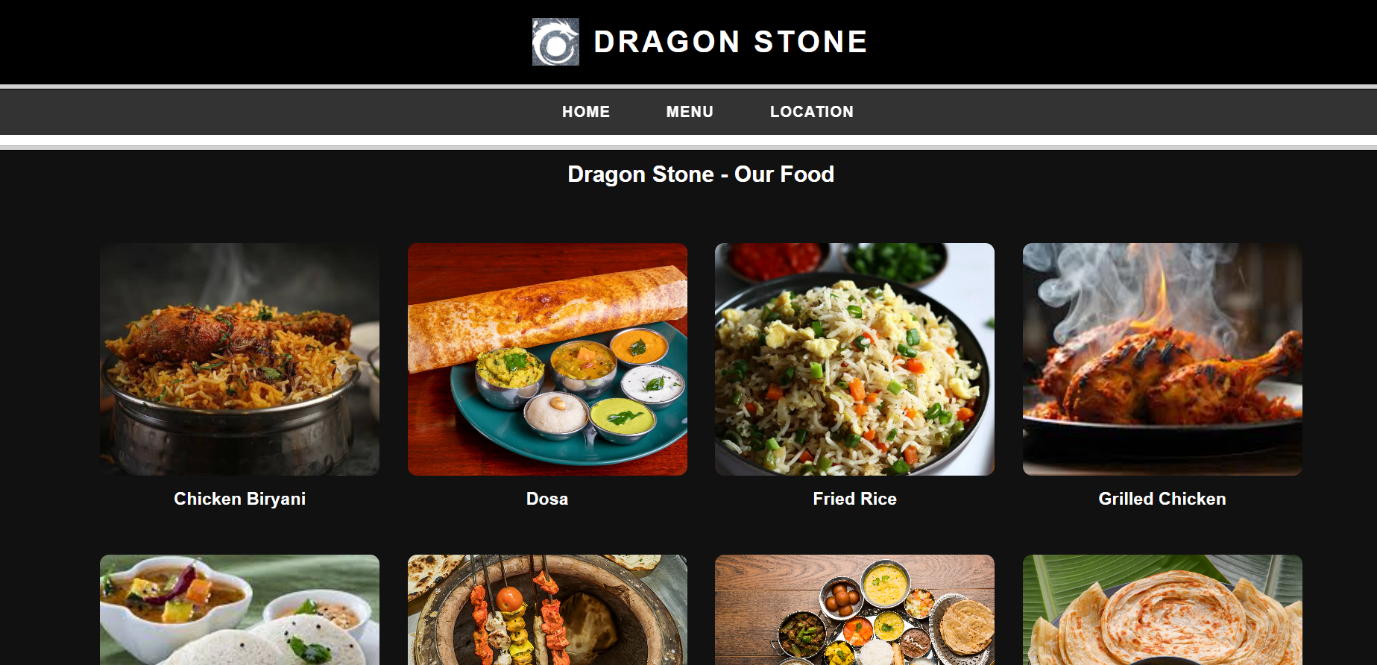 DRAGON STONE
HOME MENU LOCATION
Dragon Stone - Our Food
Chicken Biryani Dosa Fried Rice Grilled Chicken